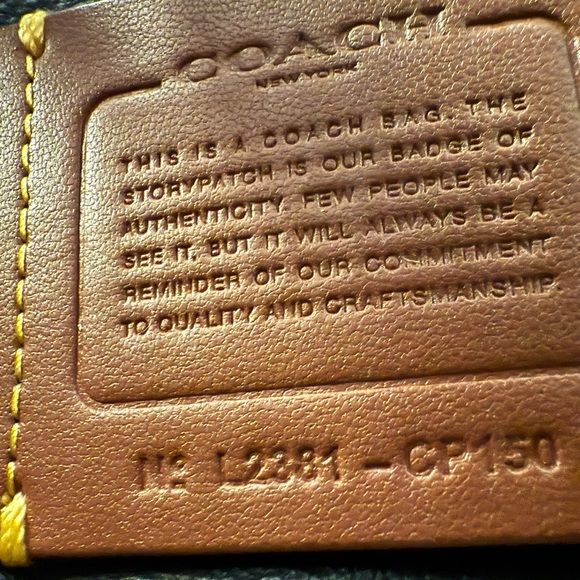 COACH
NEW YORK
THIS IS A COACH BAG. THE
STORYPATCH IS OUR BADGE OF
AUTHENTICITY. FEW PEOPLE MAY
SEE IT, BUT IT WILL ALWAYS BE A
REMINDER OF OUR COMMITMENT
TO QUALITY AND CRAFTSMANSHIP
Nº L2381-CP150